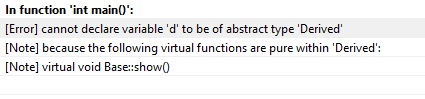 In function 'int main()':
[Error] cannot declare variable 'd' to be of abstract type 'Derived'
[Note] because the following virtual functions are pure within 'Derived':
[Note] virtual void Base::show()